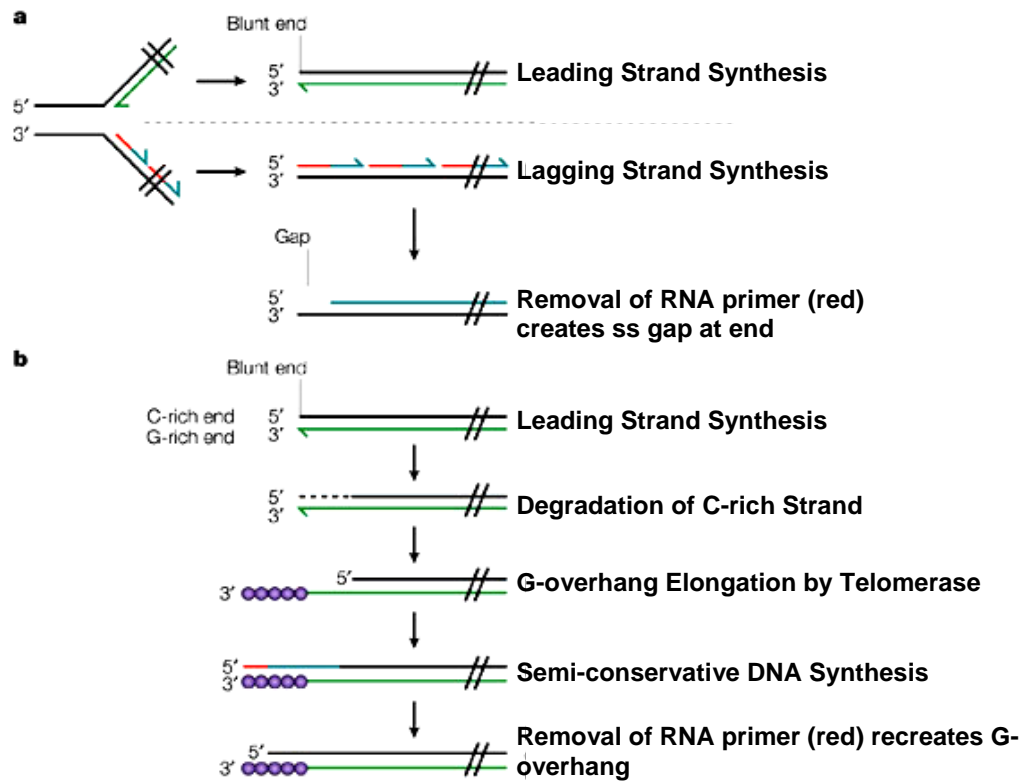 a
Blunt end
5′
3′
Leading Strand Synthesis
5′
3′
5′
3′
Lagging Strand Synthesis
Gap
5′
3′
Removal of RNA primer (red)
creates ss gap at end
b
Blunt end
C-rich end
G-rich end
5′
3′
Leading Strand Synthesis
5′
3′
Degradation of C-rich Strand
5′
3′
G-overhang Elongation by Telomerase
5′
3′
Semi-conservative DNA Synthesis
5′
3′
Removal of RNA primer (red) recreates G-
overhang